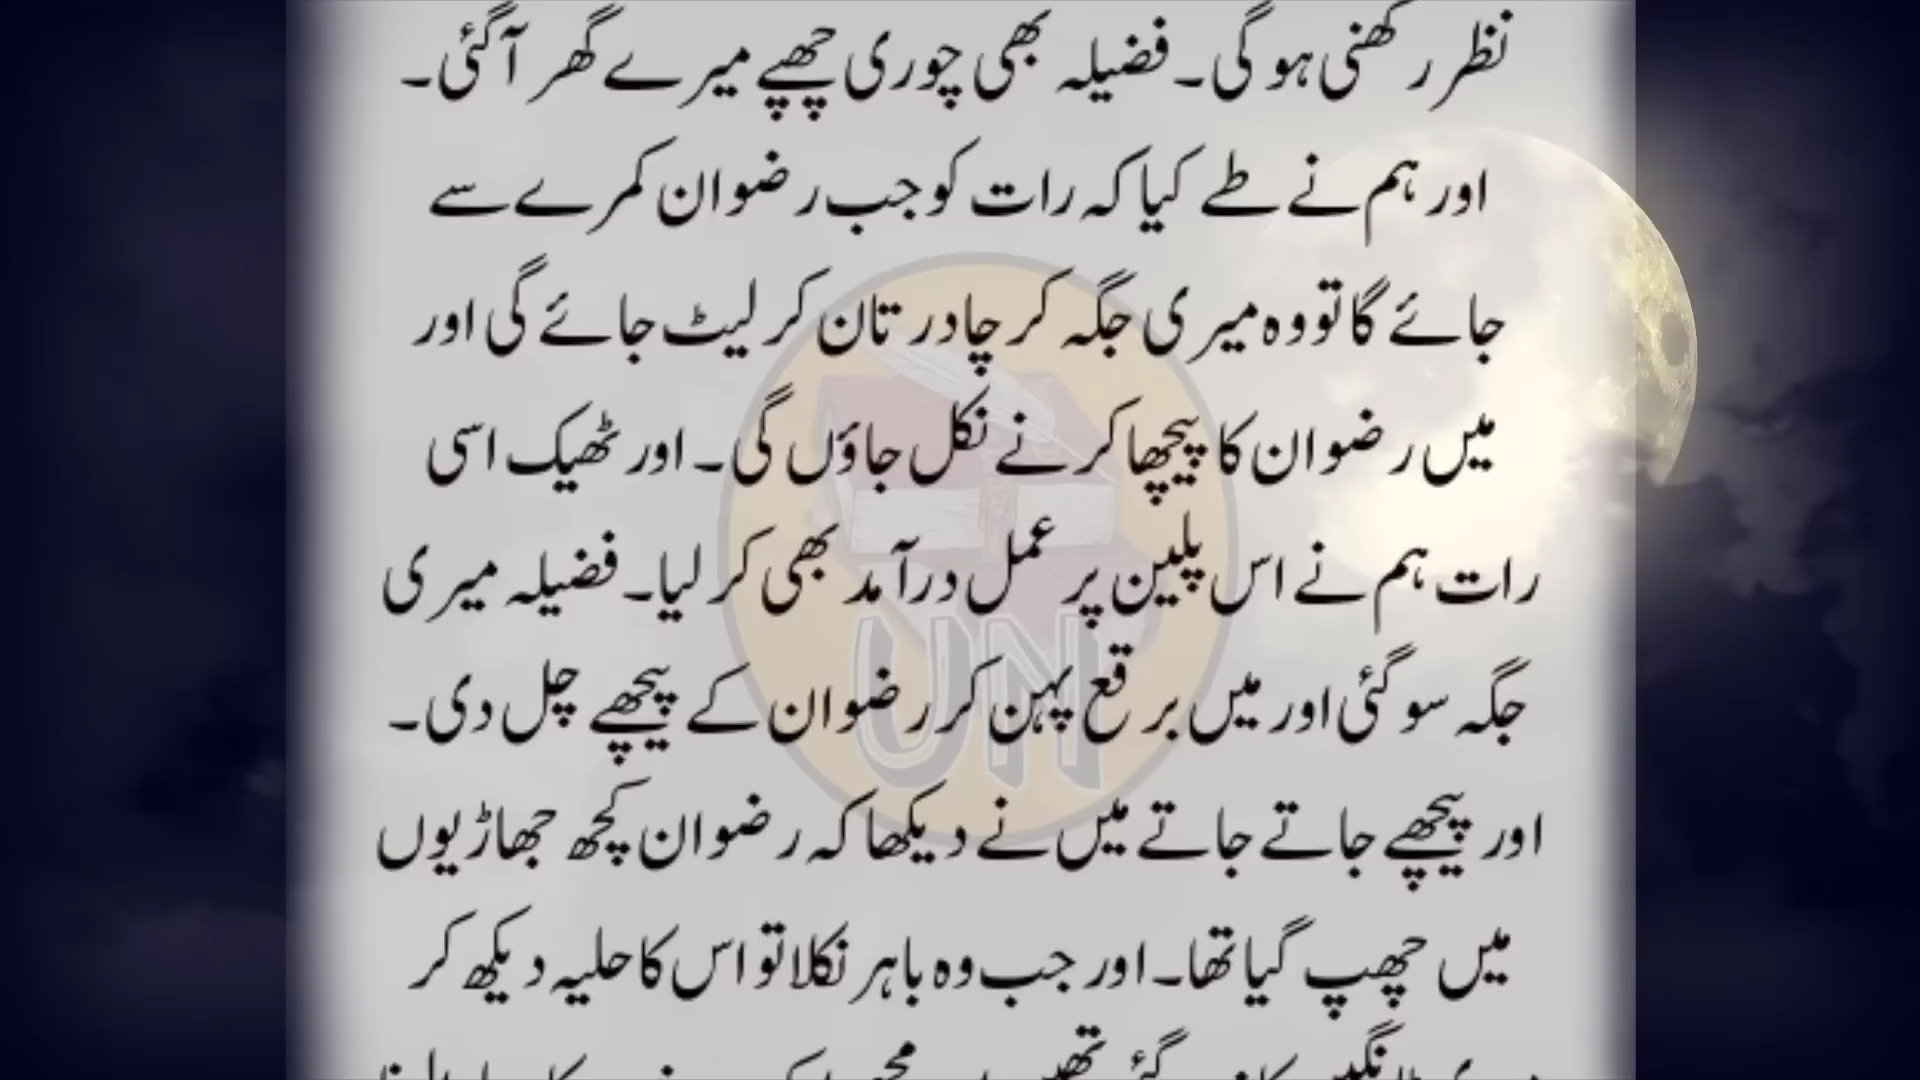 نظر رکھنی ہوگی۔ فضیلہ بھی چوری چھپے میرے گھر آگئی۔
اور ہم نے طے کیا کہ رات کو جب رضوان کمرے سے
جائے گا تو وہ میری جگہ کر چادر تان کر لیٹ جائے گی اور
میں رضوان کا پیچھا کرنے نکل جاؤں گی۔ اور ٹھیک اسی
رات ہم نے اس پلین پر عمل درآمد بھی کر لیا۔ فضیلہ میری
جگہ سو گئی اور میں برقع پہن کر رضوان کے پیچھے چل دی۔
اور پیچھے جاتے جاتے میں نے دیکھا کہ رضوان کچھ جھاڑیوں
میں چھپ گیا تھا۔ اور جب وہ باہر نکلا تو اس کا حلیہ دیکھ کر
UN